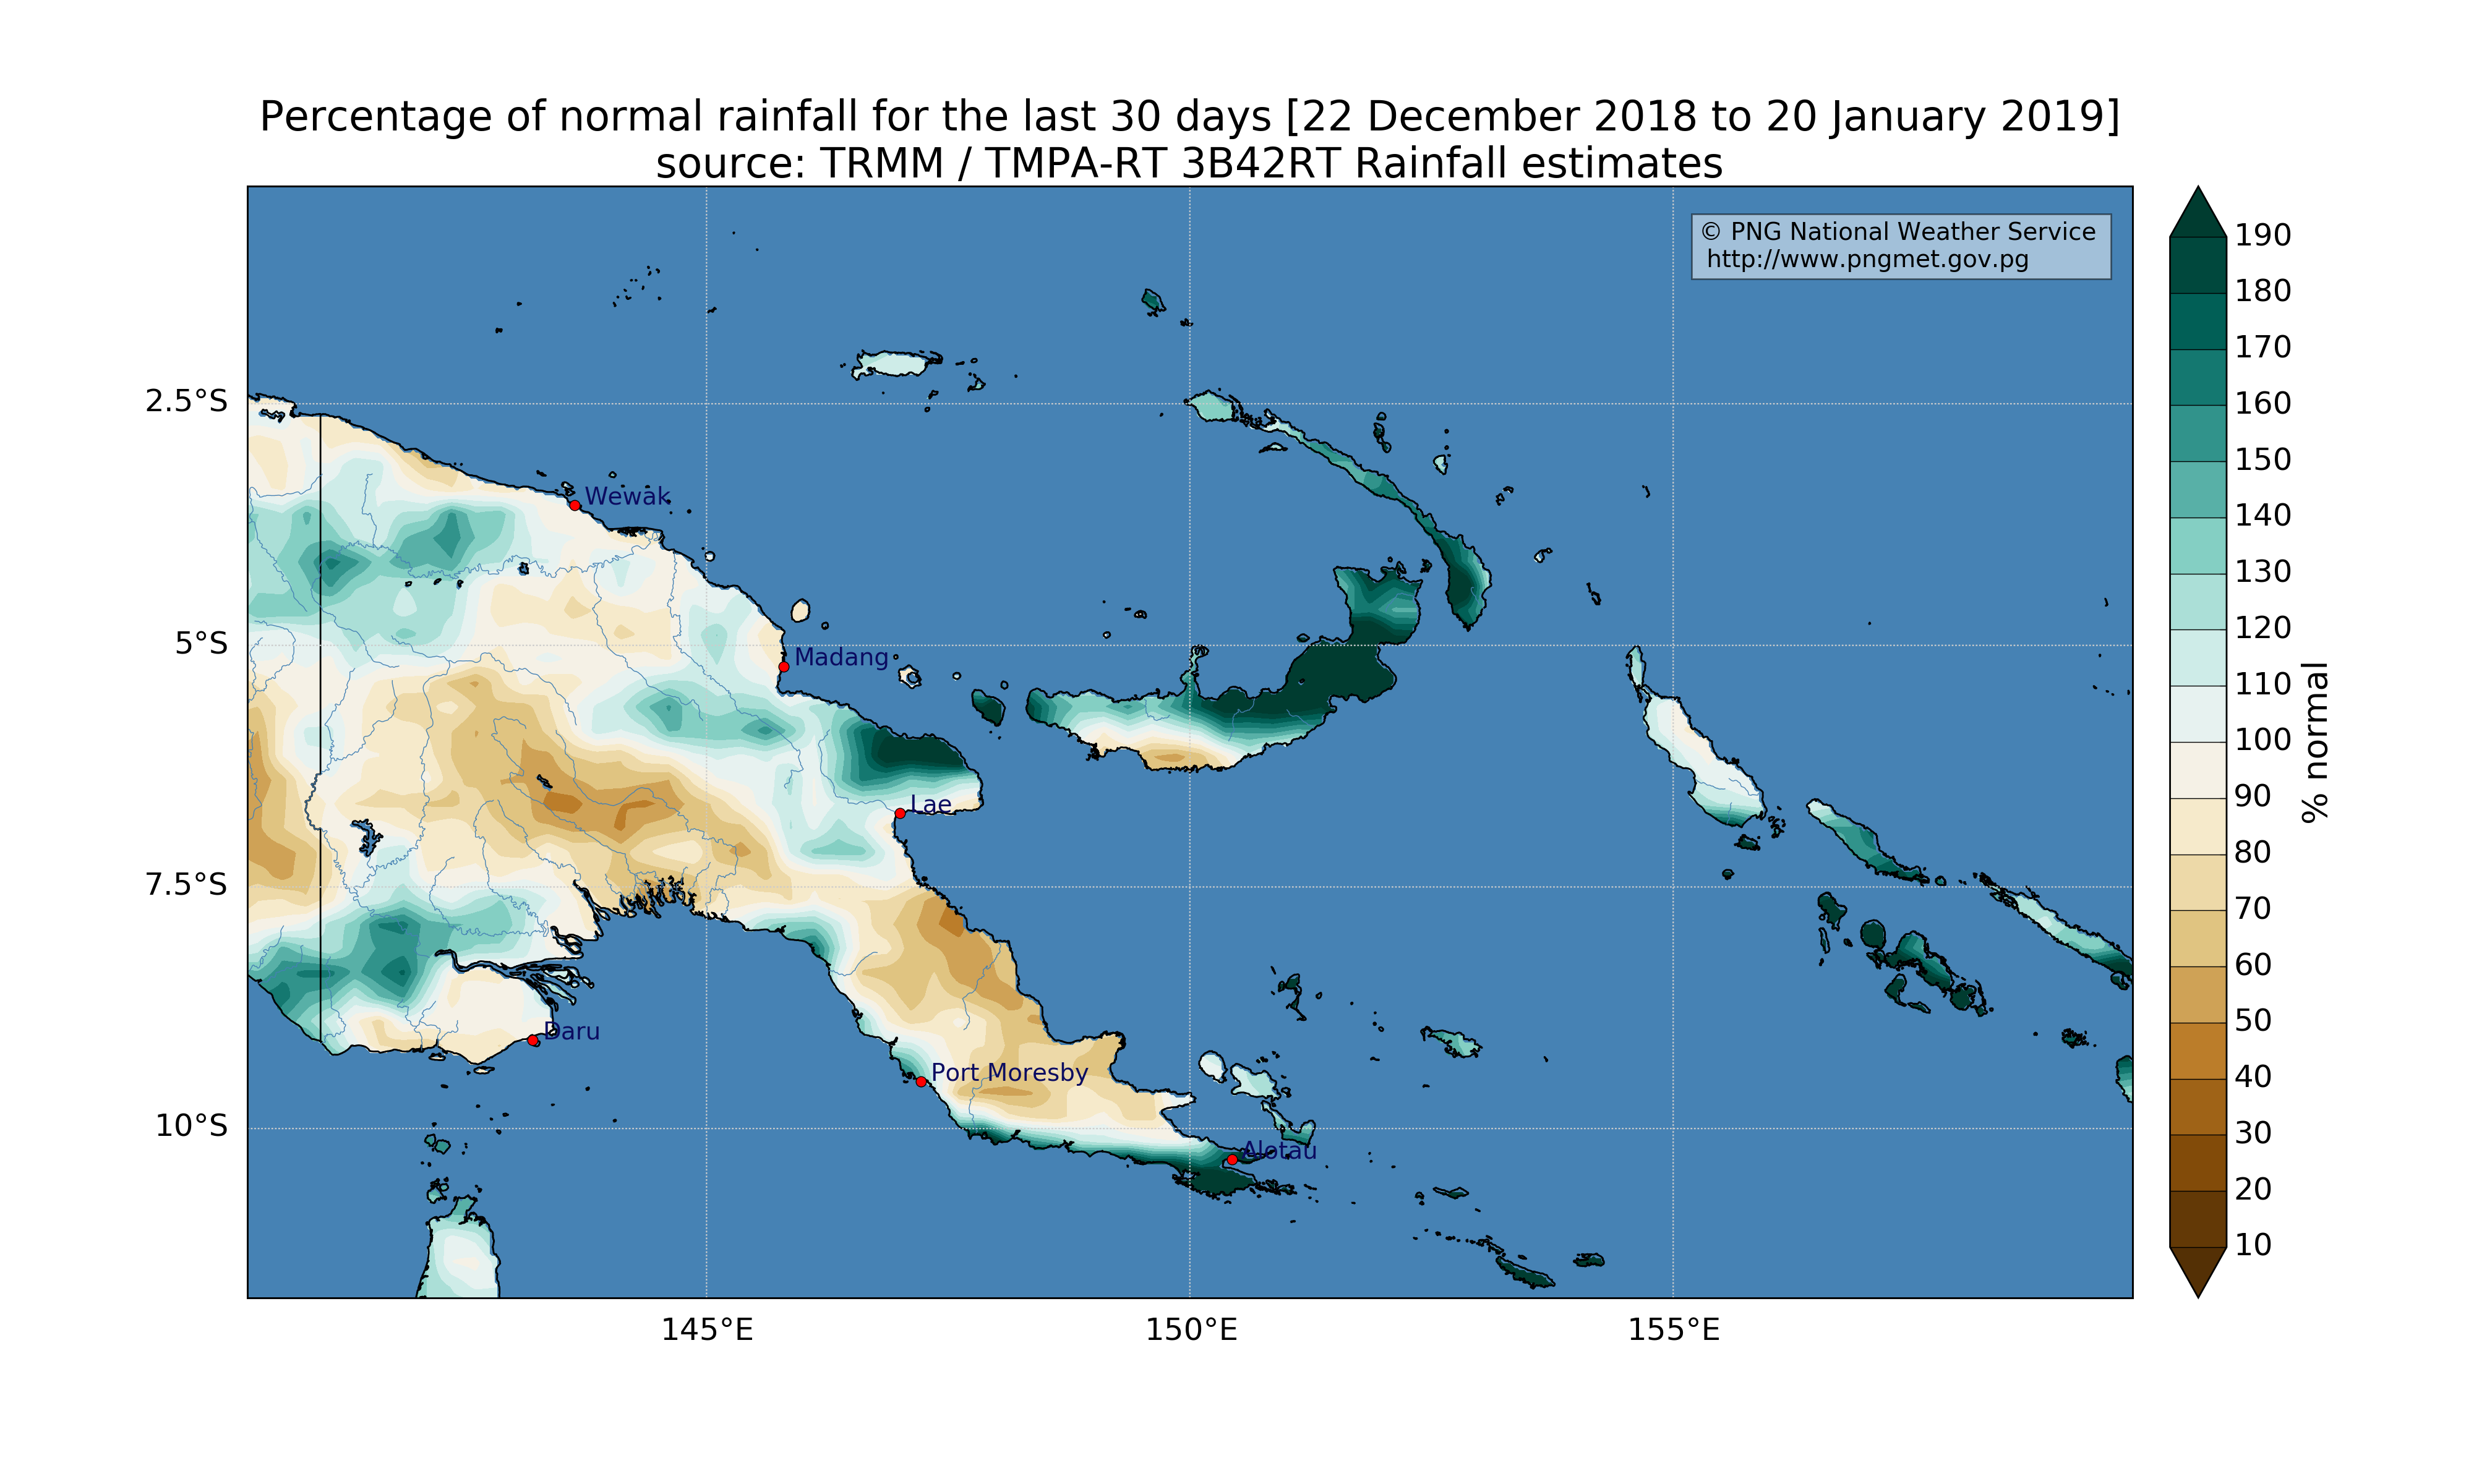 Percentage of normal rainfall for the last 30 days [22 December 2018 to 20 January 2019]
source: TRMM / TMPA-RT 3B42RT Rainfall estimates
© PNG National Weather Service
http://www.pngmet.gov.pg
190
180
170
160
150
140
130
120
110
100
90
80
70
60
50
40
30
20
10
% normal
2.5°S
5°S
7.5°S
10°S
Wewak
Madang
Lae
Daru
Port Moresby
Alotau
145°E
150°E
155°E